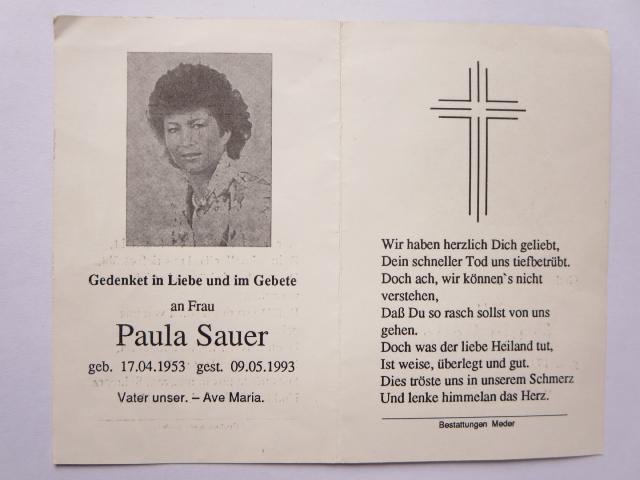 Gedenket in Liebe und im Gebete
an Frau
Paula Sauer
geb. 17.04.1953 gest. 09.05.1993
Vater unser. – Ave Maria.
Wir haben herzlich Dich geliebt,
Dein schneller Tod uns tiefbetrübt.
Doch ach, wir können`s nicht
verstehen,
Daß Du so rasch sollst von uns
gehen.
Doch was der liebe Heiland tut,
Ist weise, überlegt und gut.
Dies tröste uns in unserem Schmerz
Und lenke himmelan das Herz.
Bestattungen Meder